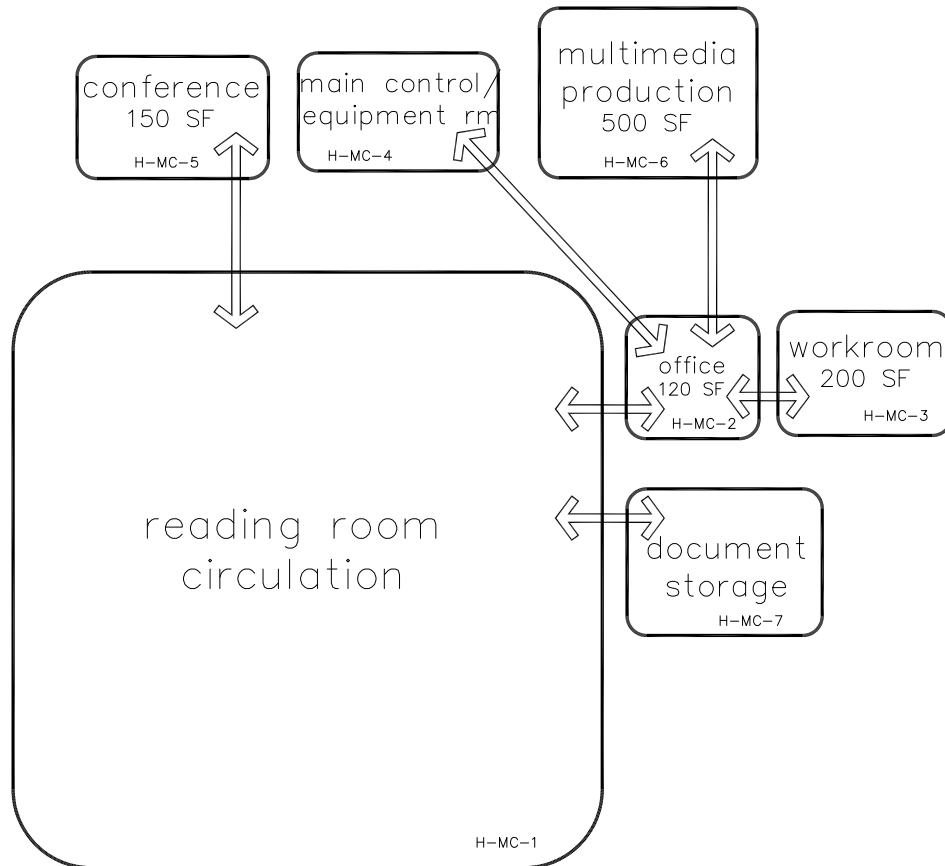 conference
150 SF
H-MC-5
main control/
equipment rm
H-MC-4
multimedia
production
500 SF
H-MC-6
office
120 SF
H-MC-2
workroom
200 SF
H-MC-3
reading room
circulation
H-MC-1
document
storage
H-MC-7